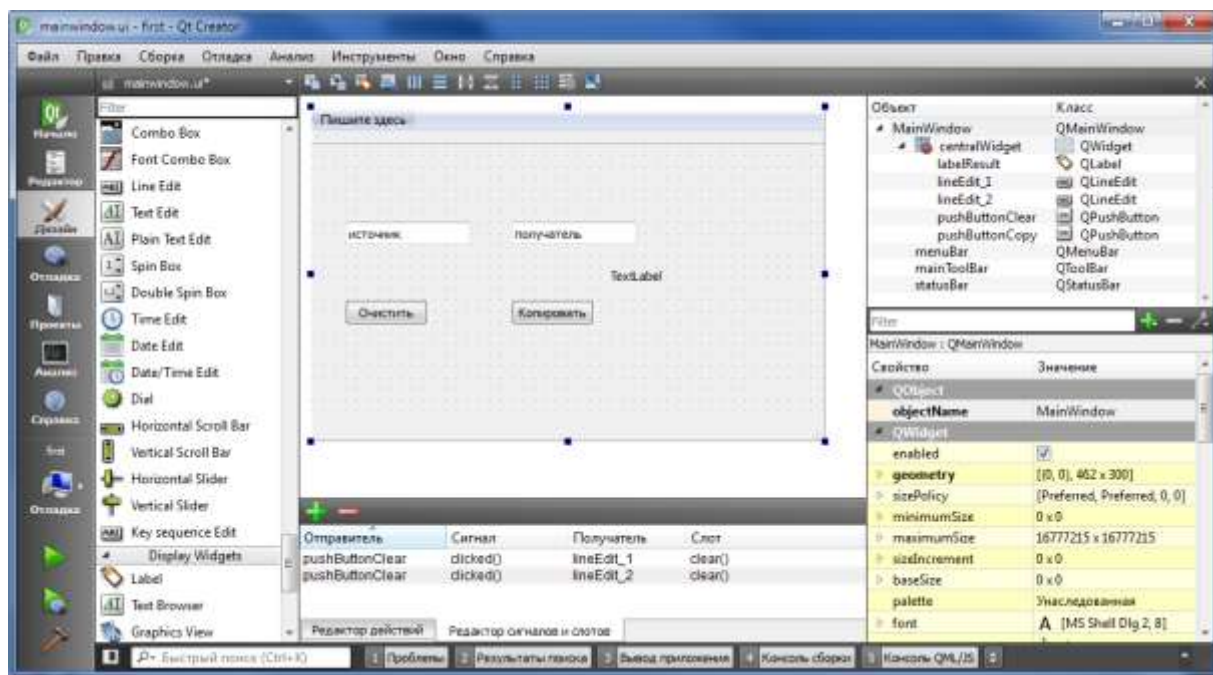 mainwindow.ui - first - Qt Creator
Файл Правка Сборка Отладка Анализ Инструменты Окно Справка
mainwindow.ui*
Filter
Combo Box
Font Combo Box
Line Edit
Text Edit
Plain Text Edit
Spin Box
Double Spin Box
Time Edit
Date Edit
Date/Time Edit
Dial
Horizontal Scroll Bar
Vertical Scroll Bar
Horizontal Slider
Vertical Slider
Key sequence Edit
Display Widgets
Label
Text Browser
Graphics View
Начало
Редактор
Дизайн
Отладка
Проекты
Анализ
Справка
first
Отладка
Пишите здесь
источник
получатель
TextLabel
Очистить
Копировать
Отправитель Сигнал Получатель Слот
pushButtonClear clicked() lineEdit_1 clear()
pushButtonClear clicked() lineEdit_2 clear()
Редактор действий Редактор сигналов и слотов
Объект Класс
MainWindow QMainWindow
centralWidget QWidget
labelResult QLabel
lineEdit_1 QLineEdit
lineEdit_2 QLineEdit
pushButtonClear QPushButton
pushButtonCopy QPushButton
menuBar QMenuBar
mainToolBar QToolBar
statusBar QStatusBar
Filter
MainWindow : QMainWindow
Свойство Значение
QObject
objectName MainWindow
QWidget
enabled
geometry [(0, 0), 462 x 300]
sizePolicy [Preferred, Preferred, 0, 0]
minimumSize 0 x 0
maximumSize 16777215 x 16777215
sizeIncrement 0 x 0
baseSize 0 x 0
palette Унаследованная
font A [MS Shell Dlg 2, 8]
Быстрый поиск (Ctrl+K)
1 Проблемы 2 Результаты поиска 3 Вывод приложения 4 Консоль сборки 5 Консоль QML/JS